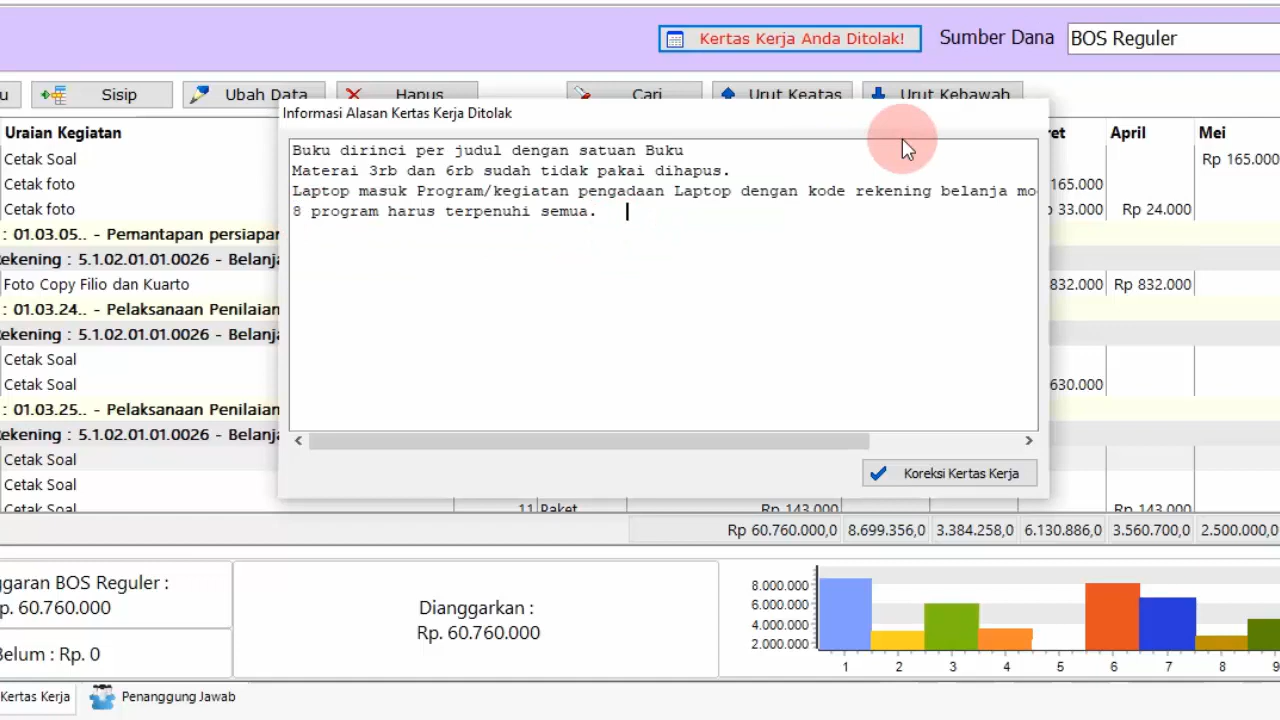 Kertas Kerja Anda Ditolak!
Sumber Dana
BOS Reguler
u
Sisip
Ubah Data
Hapus
Cari
Urut Keatas
Urut Kebawah
Informasi Alasan Kertas Kerja Ditolak
Buku dirinci per judul dengan satuan Buku
Materai 3rb dan 6rb sudah tidak pakai dihapus.
Laptop masuk Program/kegiatan pengadaan Laptop dengan kode rekening belanja mo
8 program harus terpenuhi semua.
Koreksi Kertas Kerja
Uraian Kegiatan
ret
April
Mei
Cetak Soal
Rp 165.000
Cetak foto
165.000
Cetak foto
33.000
Rp 24.000
: 01.03.05.. - Pemantapan persiapan
ekening : 5.1.02.01.01.0026 - Belanja
Foto Copy Filio dan Kuarto
832.000
Rp 832.000
: 01.03.24.. - Pelaksanaan Penilaian
ekening : 5.1.02.01.01.0026 - Belanja
Cetak Soal
Cetak Soal
630.000
: 01.03.25.. - Pelaksanaan Penilaian
ekening : 5.1.02.01.01.0026 - Belanja
Cetak Soal
Cetak Soal
Cetak Soal
11
Paket
Rp 143.000
Rp 143.000
Rp 60.760.000,0
8.699.356,0
3.384.258,0
6.130.886,0
3.560.700,0
2.500.000,0
ggaran BOS Reguler :
p. 60.760.000
Belum : Rp. 0
Dianggarkan :
Rp. 60.760.000
8.000.000
6.000.000
4.000.000
2.000.000
1 2 3 4 5 6 7 8 9
Kertas Kerja
Penanggung Jawab